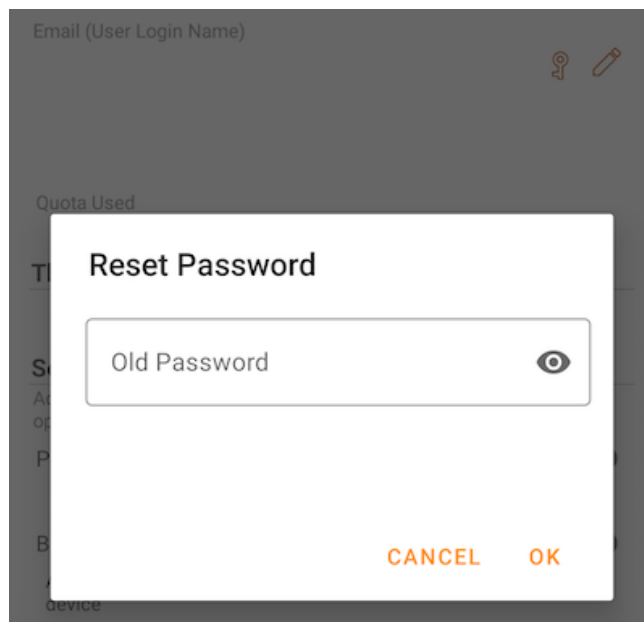 Email (User Login Name)
Quota Used
Reset Password
Old Password
CANCEL
OK
device